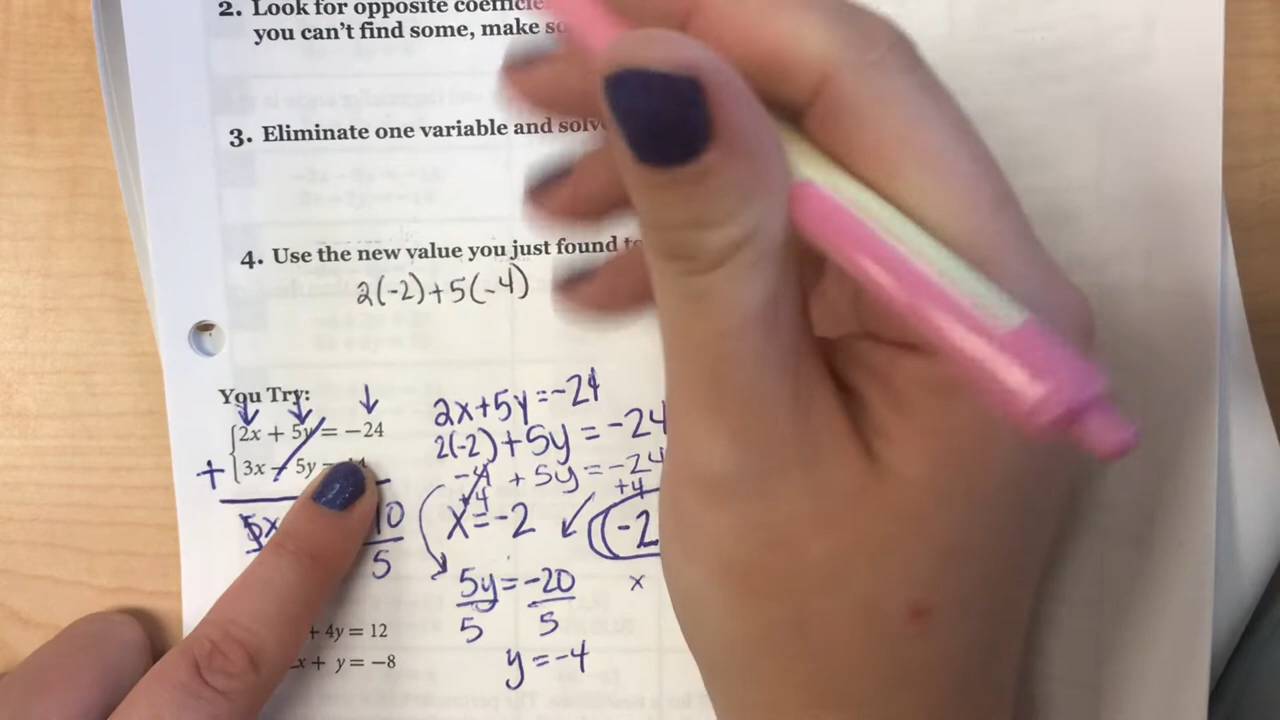 2. Look for opposite
you can't find some, make
3. Eliminate one variable and
4. Use the new value you just found
2(-2)+5(-4)
You Try:
2x + 5y = −24
+ 3x − 5y
5x
10
5
2x+5y=-24
2(-2)+5y=-24
-4 +5y=-24
+4 +4
x=-2
(-2
x
5y=-20
5 5
y=-4
+ 4y = 12
x + y = −8